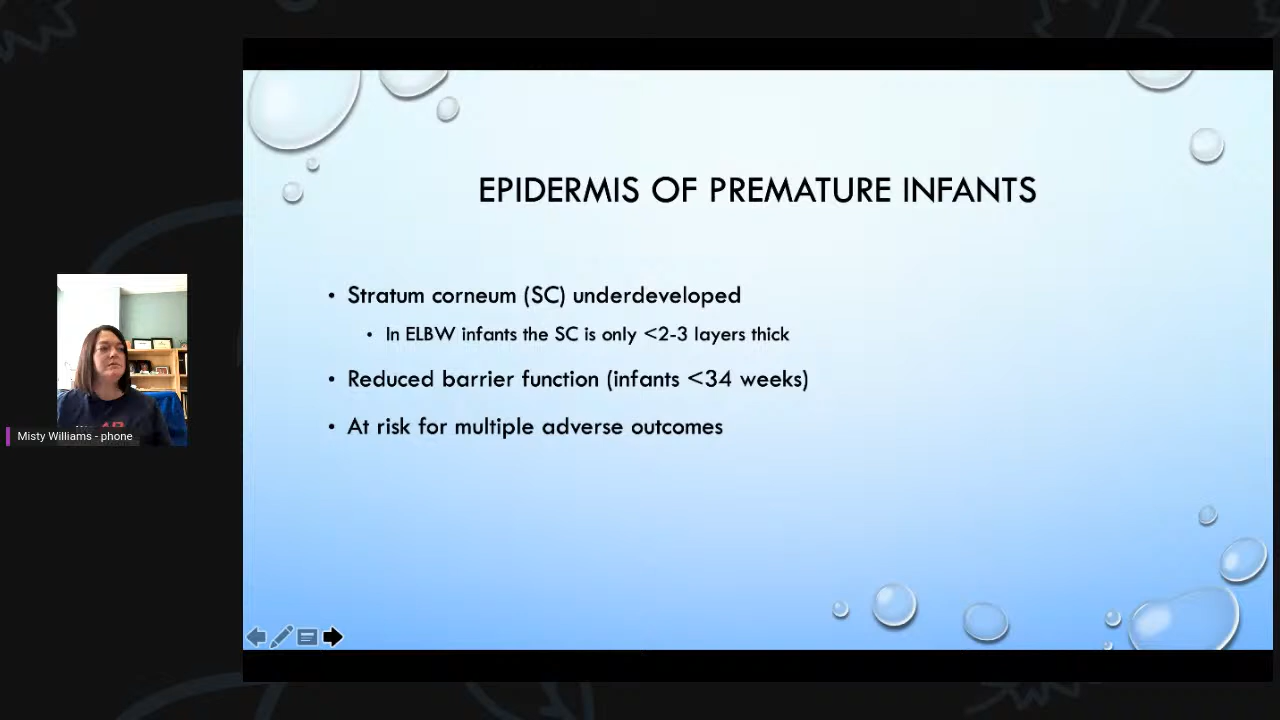 EPIDERMIS OF PREMATURE INFANTS
• Stratum corneum (SC) underdeveloped
• In ELBW infants the SC is only <2-3 layers thick
• Reduced barrier function (infants <34 weeks)
• At risk for multiple adverse outcomes
Misty Williams - phone